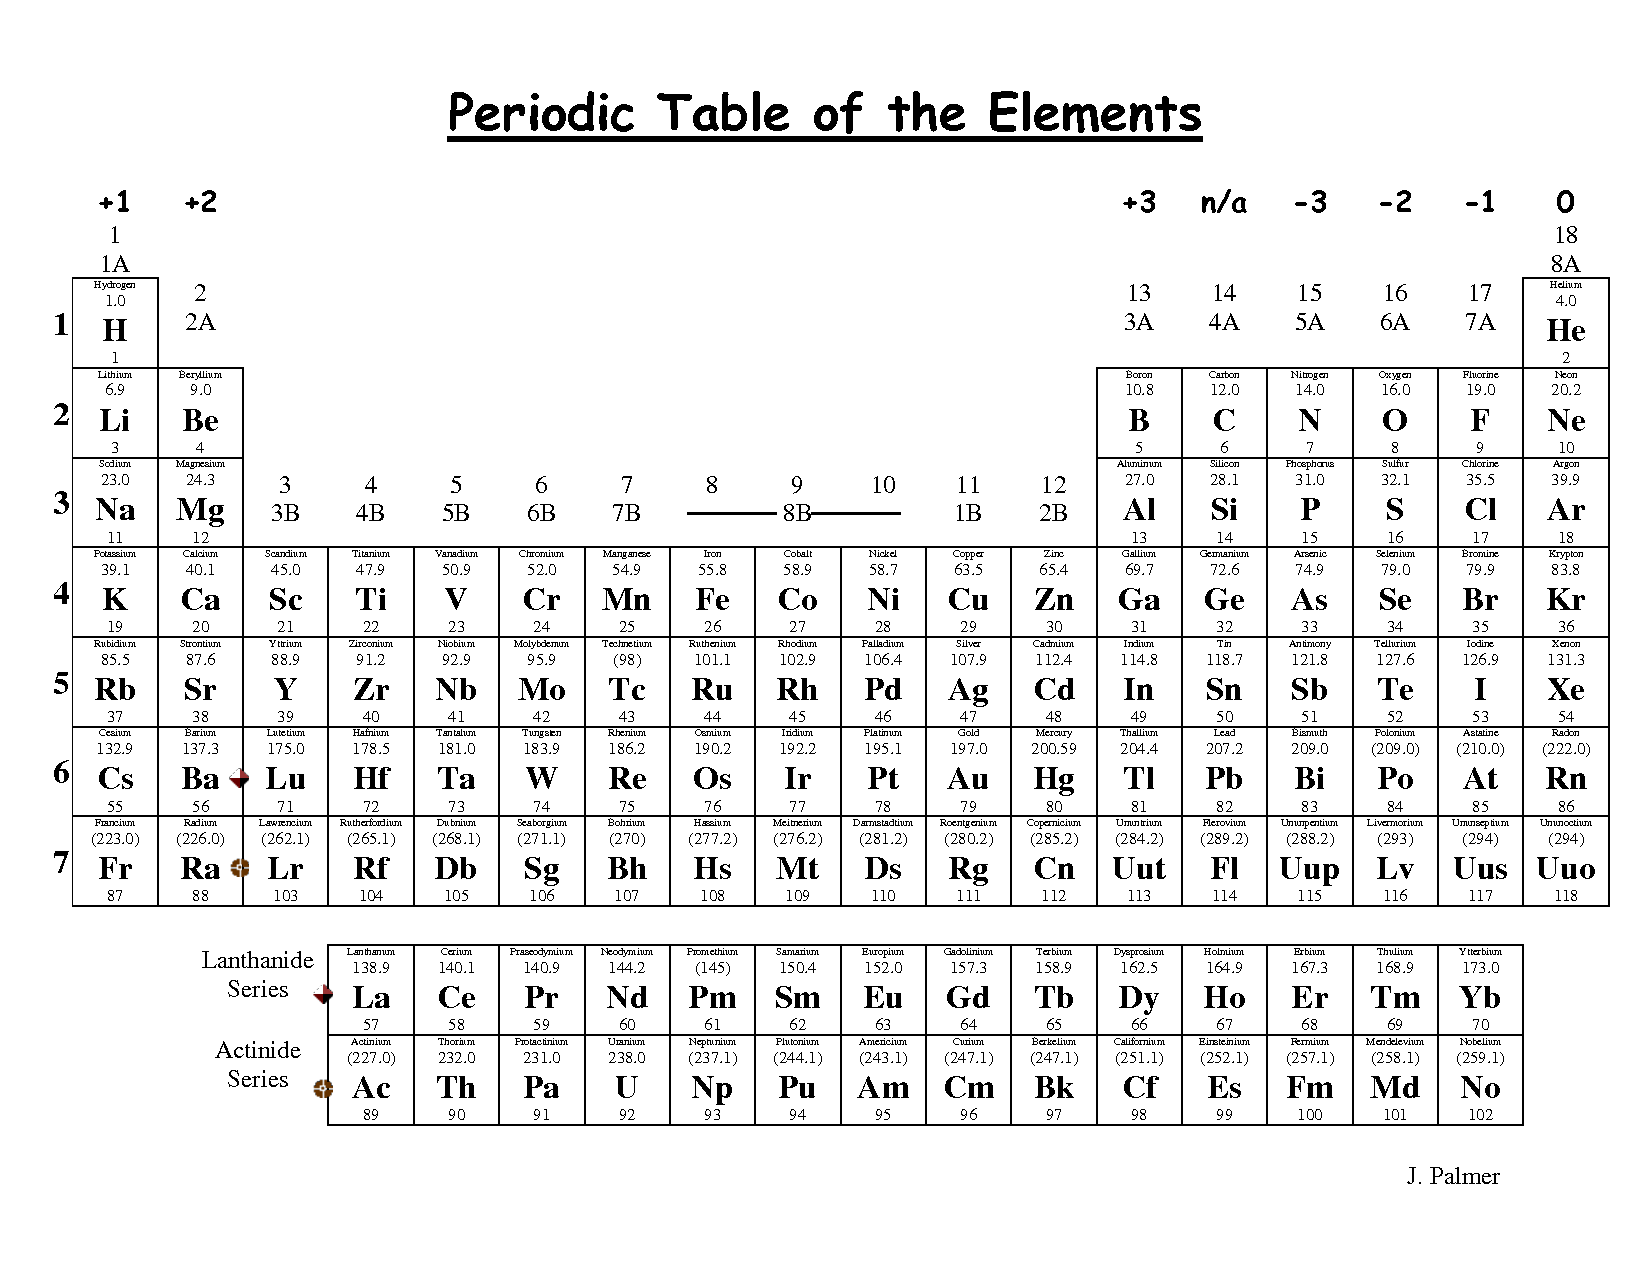 Periodic Table of the Elements
+1 +2 +3 n/a -3 -2 -1 0
1 18
1A 8A
Hydrogen Helium
1.0 2 13 14 15 16 17 4.0
1 H 2A 3A 4A 5A 6A 7A He
1 2
Lithium Beryllium Boron Carbon Nitrogen Oxygen Fluorine Neon
6.9 9.0 10.8 12.0 14.0 16.0 19.0 20.2
2 Li Be B C N O F Ne
3 4 5 6 7 8 9 10
Sodium Magnesium Aluminum Silicon Phosphorus Sulfur Chlorine Argon
23.0 24.3 3 4 5 6 7 8 9 10 11 12 27.0 28.1 31.0 32.1 35.5 39.9
3 Na Mg 3B 4B 5B 6B 7B 8B 1B 2B Al Si P S Cl Ar
11 12 13 14 15 16 17 18
Potassium Calcium Scandium Titanium Vanadium Chromium Manganese Iron Cobalt Nickel Copper Zinc Gallium Germanium Arsenic Selenium Bromine Krypton
39.1 40.1 45.0 47.9 50.9 52.0 54.9 55.8 58.9 58.7 63.5 65.4 69.7 72.6 74.9 79.0 79.9 83.8
4 K Ca Sc Ti V Cr Mn Fe Co Ni Cu Zn Ga Ge As Se Br Kr
19 20 21 22 23 24 25 26 27 28 29 30 31 32 33 34 35 36
Rubidium Strontium Yttrium Zirconium Niobium Molybdenum Technetium Ruthenium Rhodium Palladium Silver Cadmium Indium Tin Antimony Tellurium Iodine Xenon
85.5 87.6 88.9 91.2 92.9 95.9 (98) 101.1 102.9 106.4 107.9 112.4 114.8 118.7 121.8 127.6 126.9 131.3
5 Rb Sr Y Zr Nb Mo Tc Ru Rh Pd Ag Cd In Sn Sb Te I Xe
37 38 39 40 41 42 43 44 45 46 47 48 49 50 51 52 53 54
Cesium Barium Lutetium Hafnium Tantalum Tungsten Rhenium Osmium Iridium Platinum Gold Mercury Thallium Lead Bismuth Polonium Astatine Radon
132.9 137.3 175.0 178.5 181.0 183.9 186.2 190.2 192.2 195.1 197.0 200.59 204.4 207.2 209.0 (209.0) (210.0) (222.0)
6 Cs Ba Lu Hf Ta W Re Os Ir Pt Au Hg Tl Pb Bi Po At Rn
55 56 71 72 73 74 75 76 77 78 79 80 81 82 83 84 85 86
Francium Radium Lawrencium Rutherfordium Dubnium Seaborgium Bohrium Hassium Meitnerium Darmstadtium Roentgenium Copernicium Ununtrium Flerovium Ununpentium Livermorium Ununseptium Ununoctium
(223.0) (226.0) (262.1) (265.1) (268.1) (271.1) (270) (277.2) (276.2) (281.2) (280.2) (285.2) (284.2) (289.2) (288.2) (293) (294) (294)
7 Fr Ra Lr Rf Db Sg Bh Hs Mt Ds Rg Cn Uut Fl Uup Lv Uus Uuo
87 88 103 104 105 106 107 108 109 110 111 112 113 114 115 116 117 118
Lanthanide Series
Lanthanum Cerium Praseodymium Neodymium Promethium Samarium Europium Gadolinium Terbium Dysprosium Holmium Erbium Thulium Ytterbium
138.9 140.1 140.9 144.2 (145) 150.4 152.0 157.3 158.9 162.5 164.9 167.3 168.9 173.0
La Ce Pr Nd Pm Sm Eu Gd Tb Dy Ho Er Tm Yb
57 58 59 60 61 62 63 64 65 66 67 68 69 70
Actinide Series
Actinium Thorium Protactinium Uranium Neptunium Plutonium Americium Curium Berkelium Californium Einsteinium Fermium Mendelevium Nobelium
(227.0) 232.0 231.0 238.0 (237.1) (244.1) (243.1) (247.1) (247.1) (251.1) (252.1) (257.1) (258.1) (259.1)
Ac Th Pa U Np Pu Am Cm Bk Cf Es Fm Md No
89 90 91 92 93 94 95 96 97 98 99 100 101 102
J. Palmer